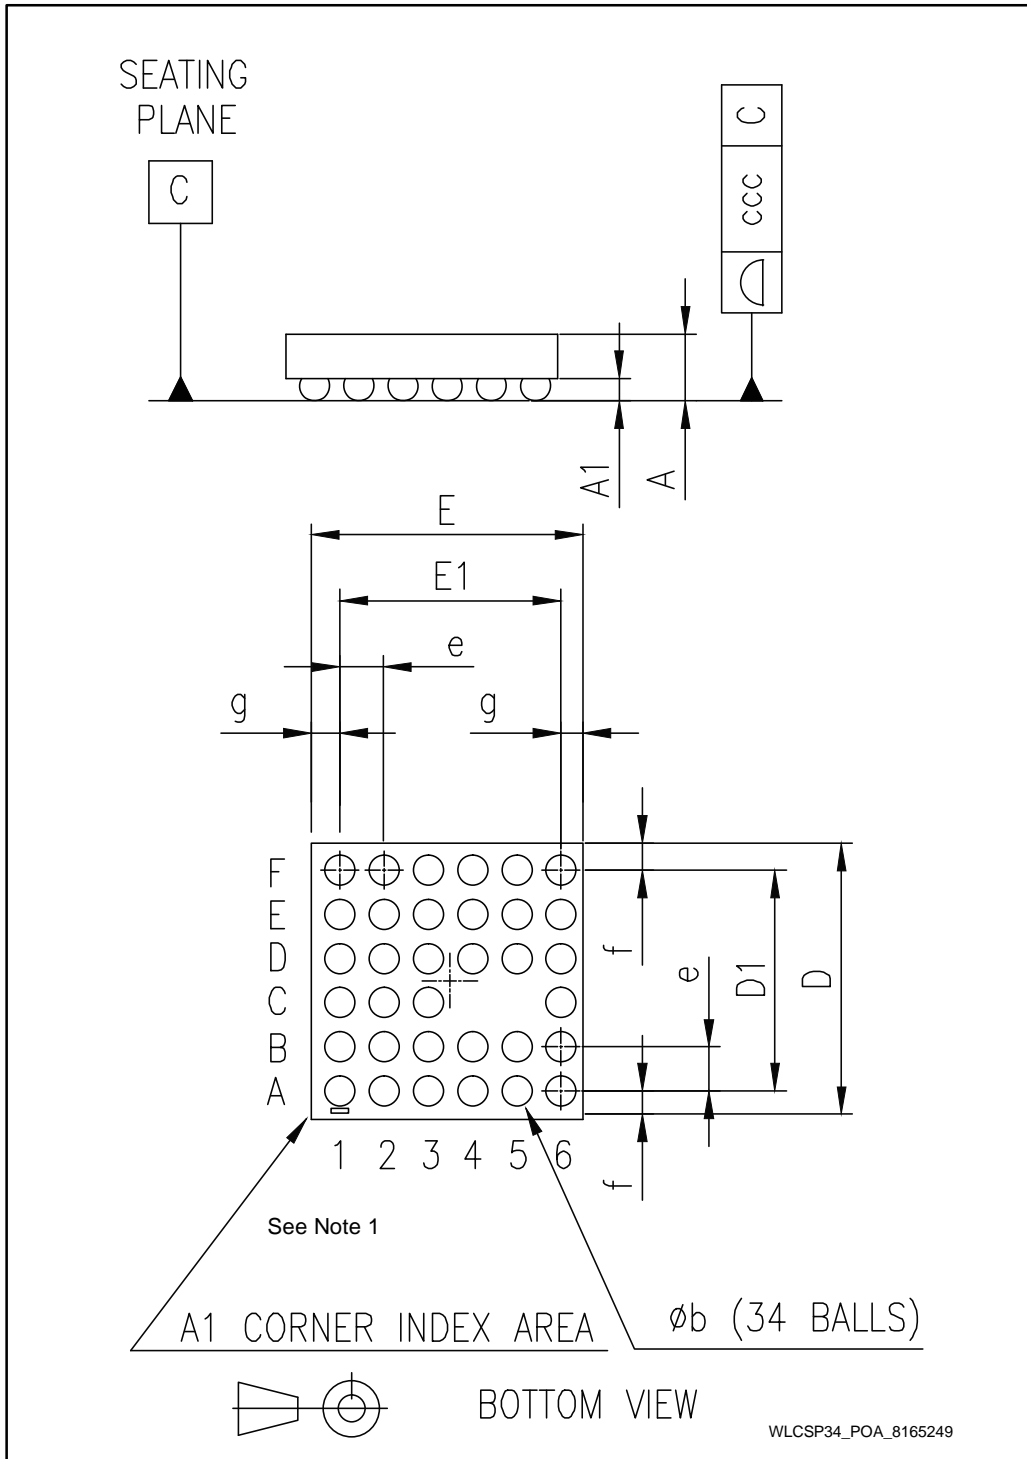 SEATING
PLANE
C
C
ccc
A1
A
E
E1
e
g
g
F
E
D
C
B
A
f
e
D1
D
f
1 2 3 4 5 6
See Note 1
A1 CORNER INDEX AREA
øb (34 BALLS)
BOTTOM VIEW
WLCSP34_POA_8165249